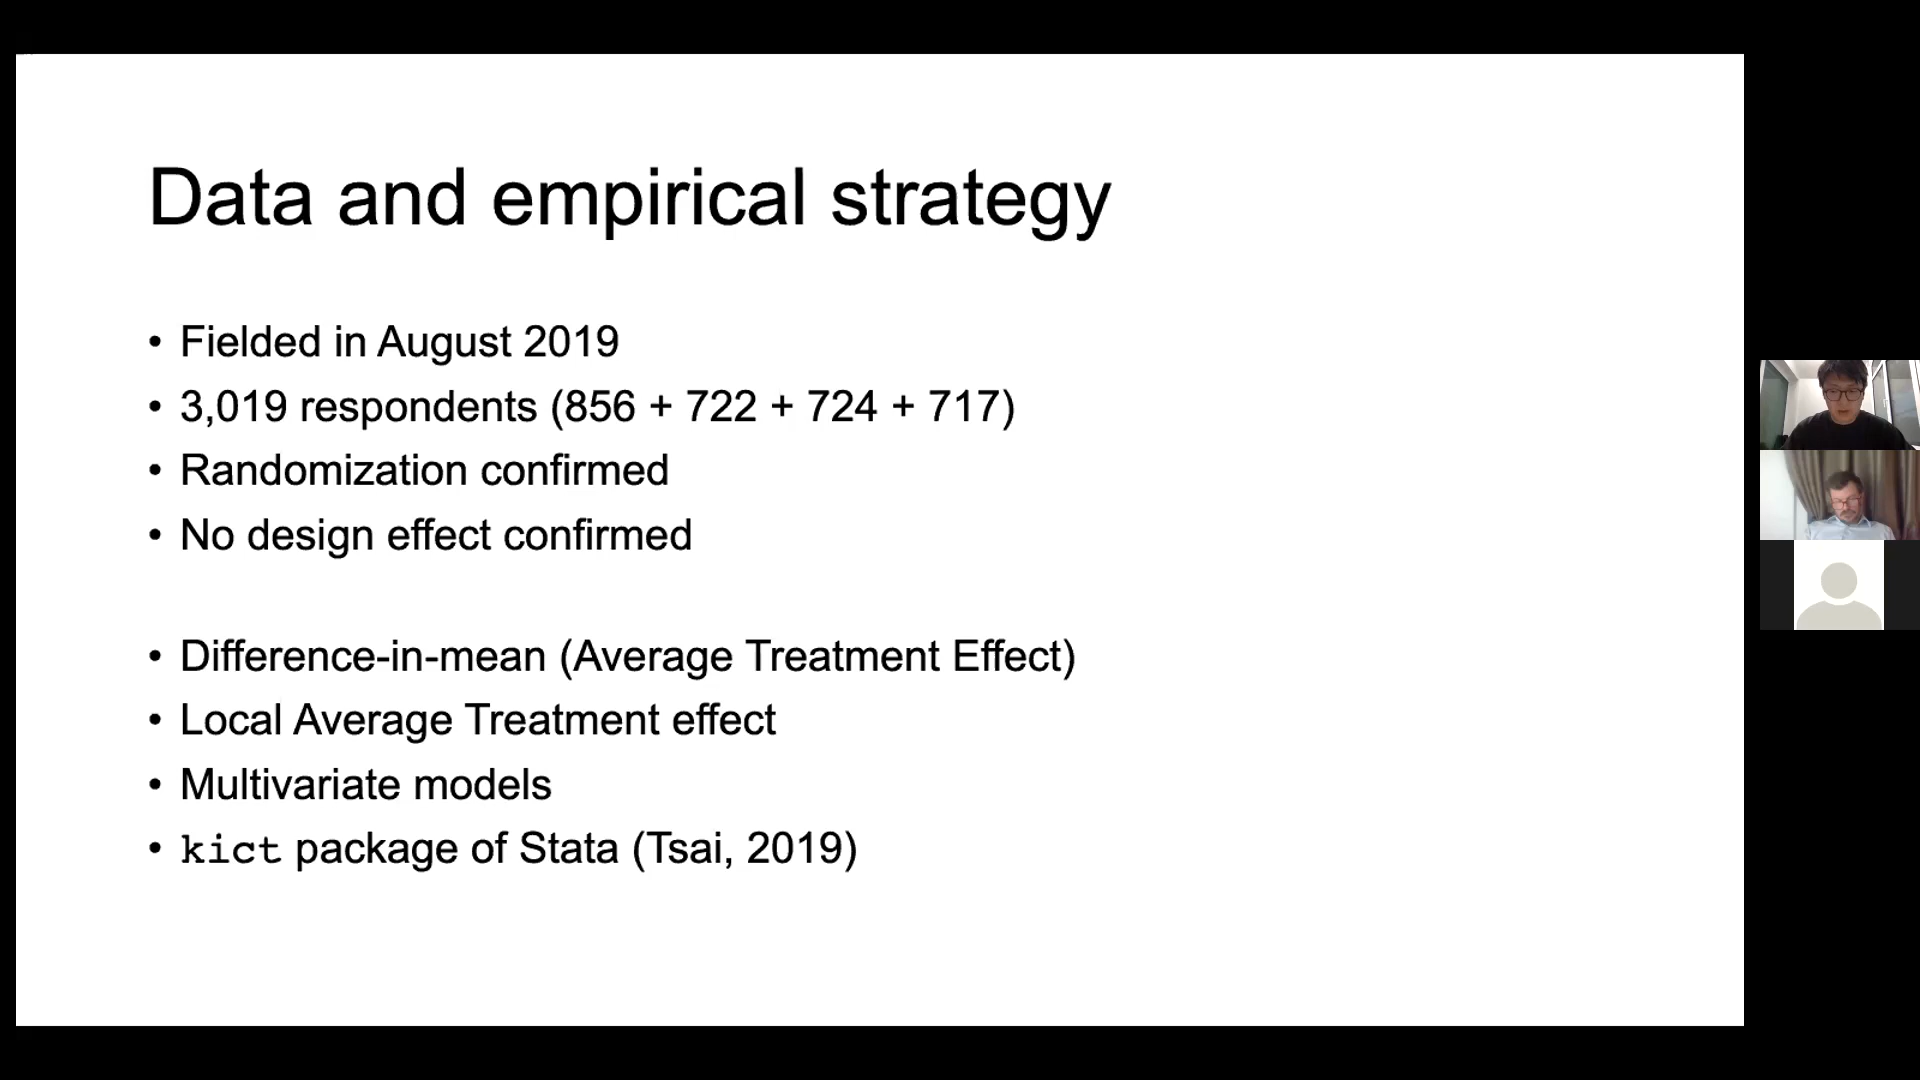 Data and empirical strategy
• Fielded in August 2019
• 3,019 respondents (856 + 722 + 724 + 717)
• Randomization confirmed
• No design effect confirmed
• Difference-in-mean (Average Treatment Effect)
• Local Average Treatment effect
• Multivariate models
• kict package of Stata (Tsai, 2019)